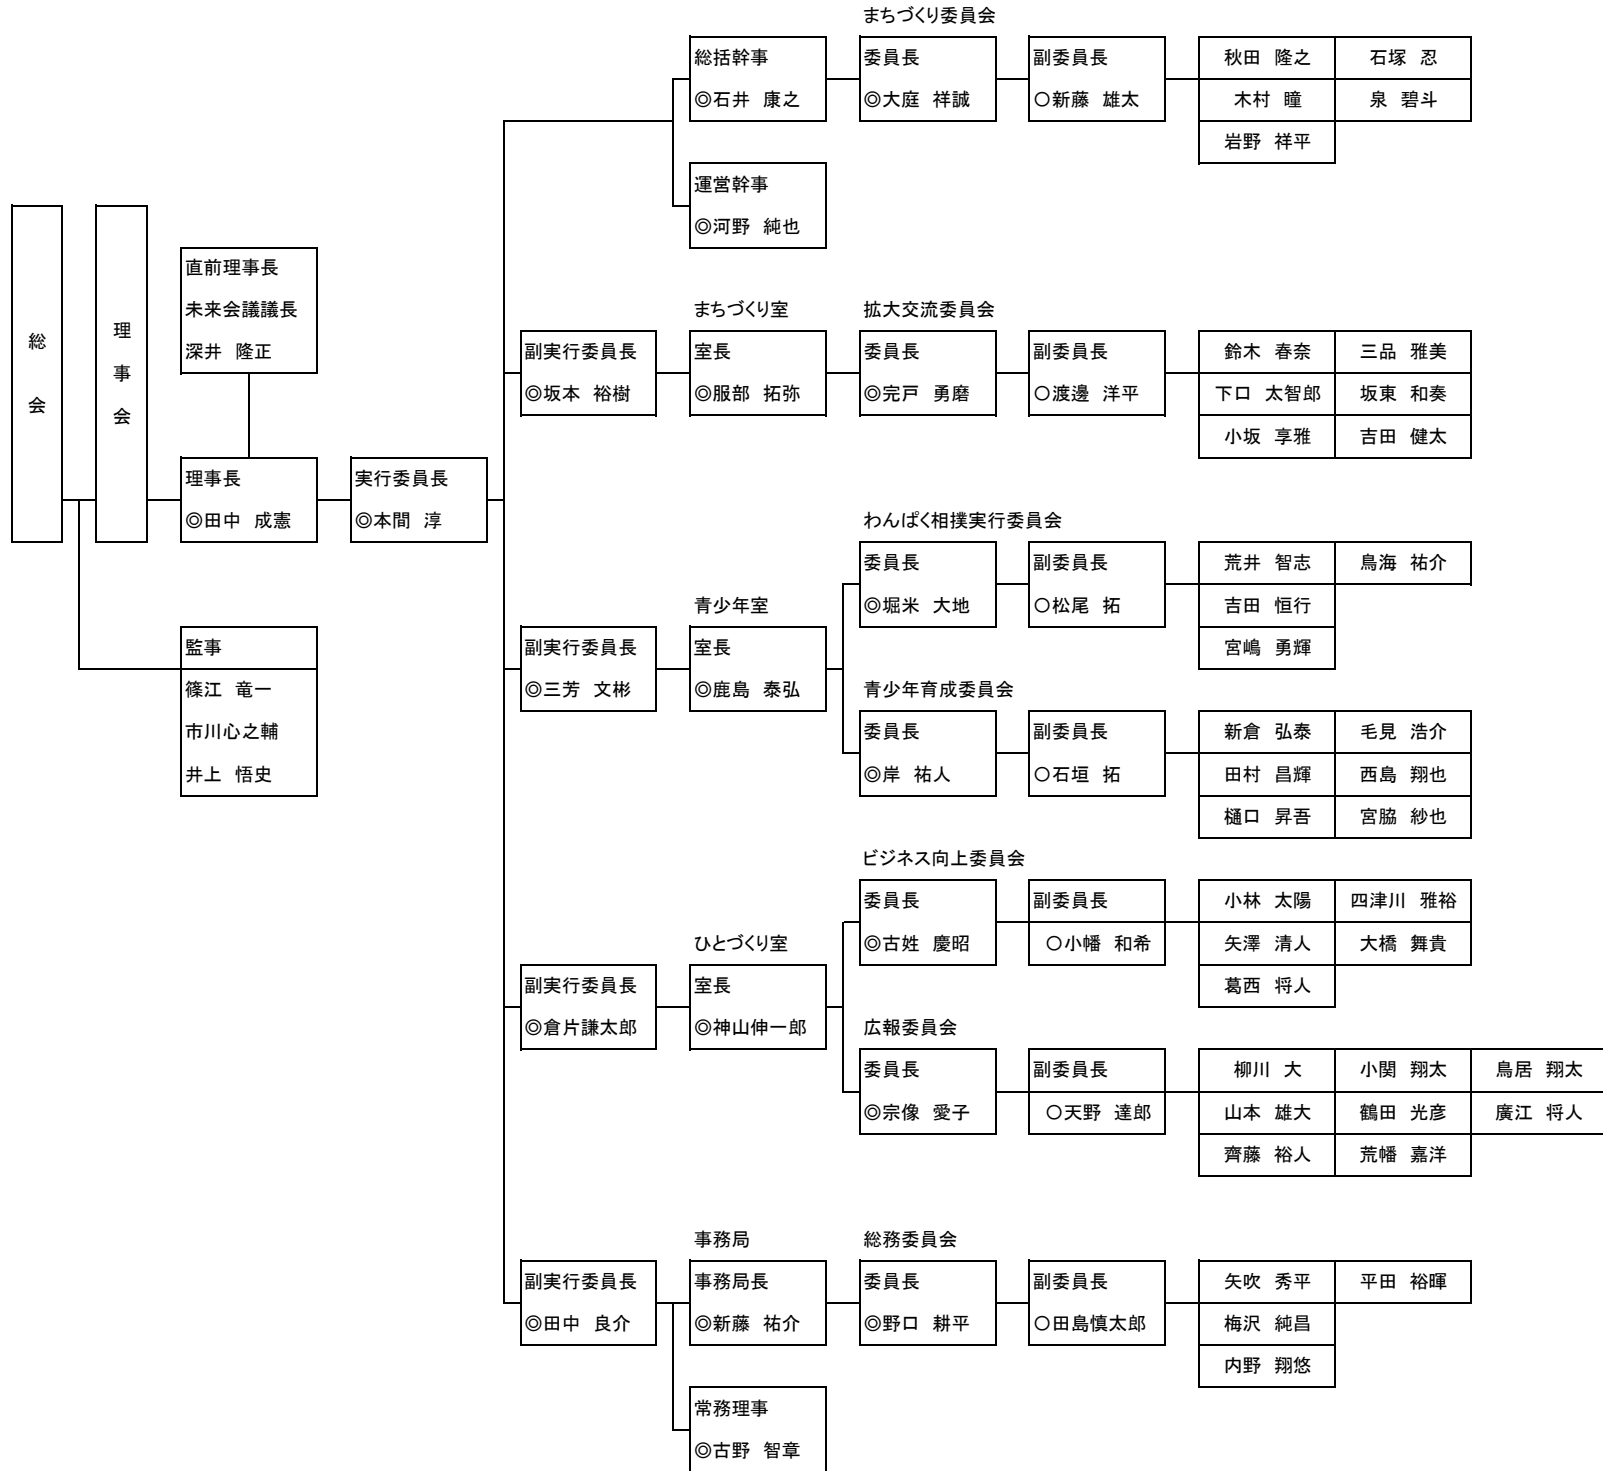 総会
理事会
直前理事長
未来会議議長
深井 隆正
理事長
◎田中 成憲
監事
篠江 竜一
市川心之輔
井上 悟史
実行委員長
◎本間 淳
まちづくり委員会
総括幹事
◎石井 康之
委員長
◎大庭 祥誠
副委員長
○新藤 雄太
秋田 隆之 石塚 忍
木村 瞳 泉 碧斗
岩野 祥平
運営幹事
◎河野 純也
副実行委員長
◎坂本 裕樹
まちづくり室
室長
◎服部 拓弥
拡大交流委員会
委員長
◎宍戸 勇磨
副委員長
○渡邊 洋平
鈴木 春奈 三品 雅美
下口 太智郎 坂東 和奏
小坂 享雅 吉田 健太
副実行委員長
◎三芳 文彬
青少年室
室長
◎鹿島 泰弘
わんぱく相撲実行委員会
委員長
◎堀米 大地
副委員長
○松尾 拓
荒井 智志 鳥海 祐介
吉田 恒行
宮嶋 勇輝
青少年育成委員会
委員長
◎岸 祐人
副委員長
○石垣 拓
新倉 弘泰 毛見 浩介
田村 昌輝 西島 翔也
樋口 昇吾 宮脇 紗也
副実行委員長
◎倉片謙太郎
ひとづくり室
室長
◎神山伸一郎
ビジネス向上委員会
委員長
◎古姓 慶昭
副委員長
○小幡 和希
小林 太陽 四津川 雅裕
矢澤 清人 大橋 舞貴
葛西 将人
広報委員会
委員長
◎宗像 愛子
副委員長
○天野 達郎
柳川 大 小関 翔太 鳥居 翔太
山本 雄大 鶴田 光彦 廣江 将人
齊藤 裕人 荒幡 嘉洋
副実行委員長
◎田中 良介
事務局
事務局長
◎新藤 祐介
総務委員会
委員長
◎野口 耕平
副委員長
○田島慎太郎
矢吹 秀平 平田 裕暉
梅沢 純昌
内野 翔悠
常務理事
◎古野 智章